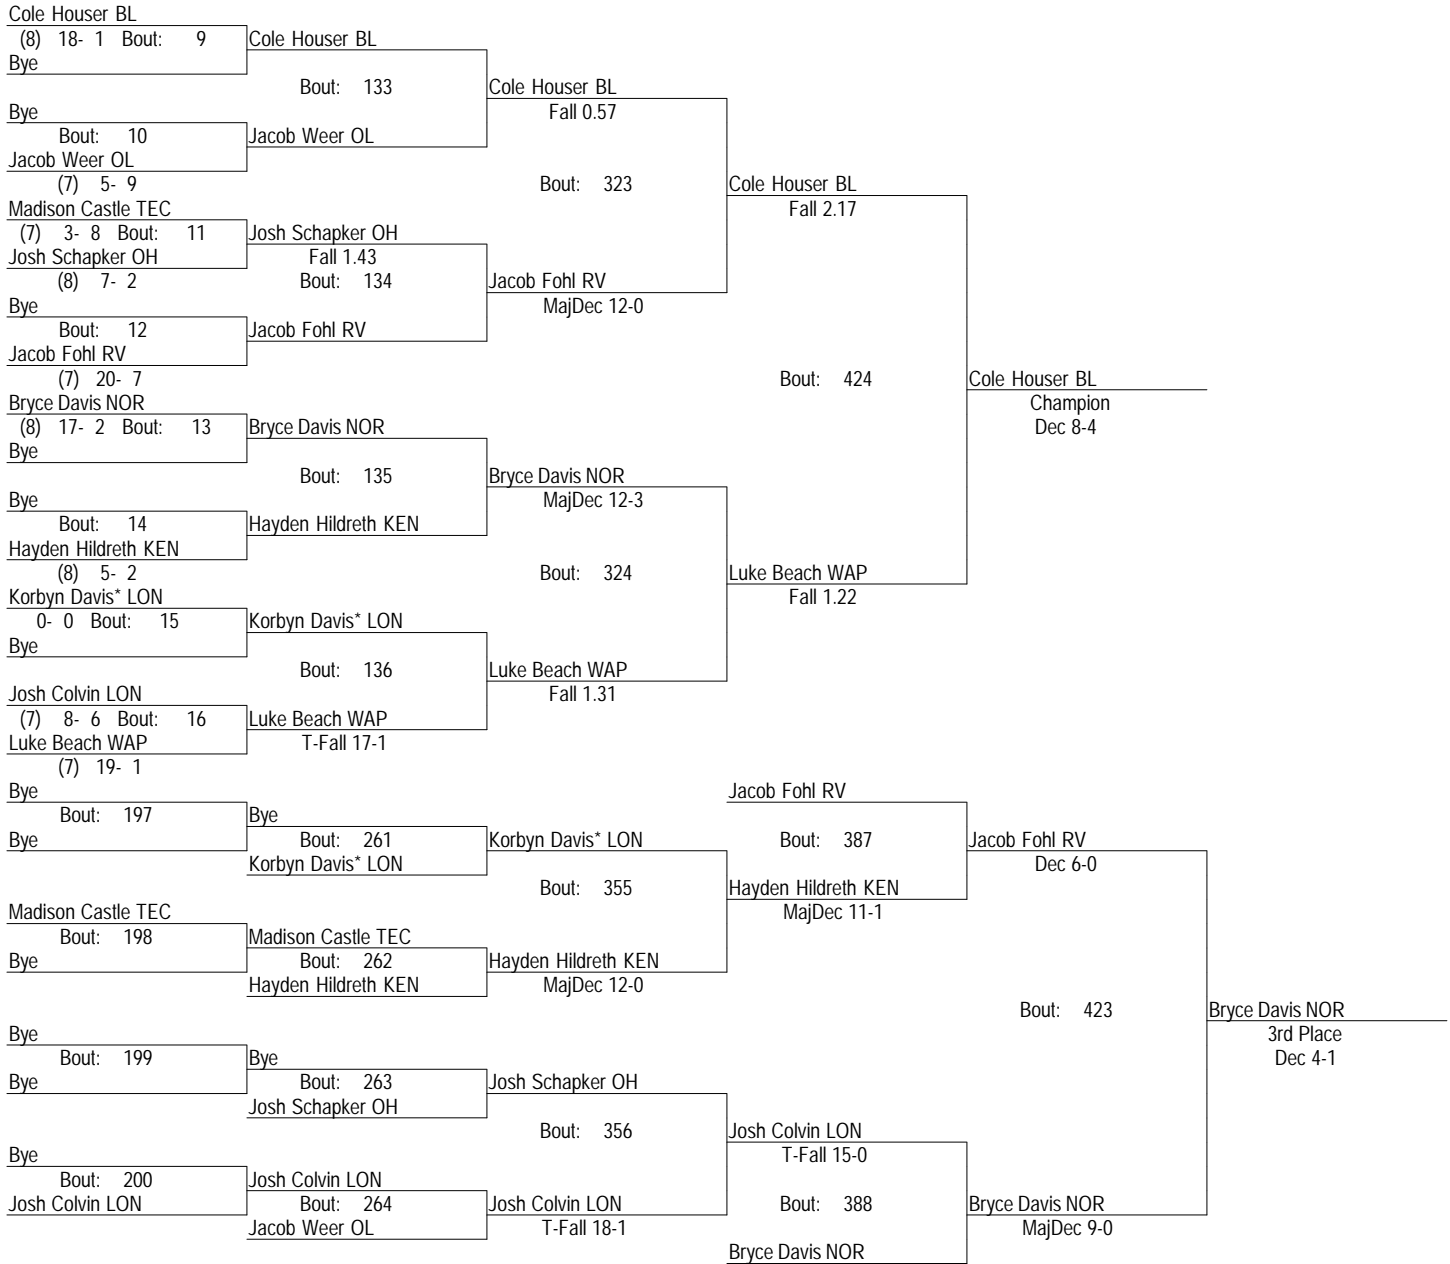 Cole Houser BL
(8) 18- 1 Bout: 9 Cole Houser BL
Bye
Bout: 133 Cole Houser BL
Bye Fall 0.57
Bout: 10 Jacob Weer OL
Jacob Weer OL
(7) 5- 9 Bout: 323 Cole Houser BL
Madison Castle TEC Fall 2.17
(7) 3- 8 Bout: 11 Josh Schapker OH
Josh Schapker OH Fall 1.43
(8) 7- 2 Bout: 134 Jacob Fohl RV
Bye MajDec 12-0
Bout: 12 Jacob Fohl RV
Jacob Fohl RV
(7) 20- 7 Bout: 424 Cole Houser BL
Bryce Davis NOR Champion
(8) 17- 2 Bout: 13 Bryce Davis NOR Dec 8-4
Bye
Bout: 135 Bryce Davis NOR
Bye MajDec 12-3
Bout: 14 Hayden Hildreth KEN
Hayden Hildreth KEN
(8) 5- 2 Bout: 324 Luke Beach WAP
Korbyn Davis* LON Fall 1.22
0- 0 Bout: 15 Korbyn Davis* LON
Bye
Bout: 136 Luke Beach WAP
Josh Colvin LON Fall 1.31
(7) 8- 6 Bout: 16 Luke Beach WAP
Luke Beach WAP T-Fall 17-1
(7) 19- 1
Bye Jacob Fohl RV
Bout: 197 Bye
Bye Bout: 261 Korbyn Davis* LON Bout: 387 Jacob Fohl RV
Korbyn Davis* LON Dec 6-0
Bout: 355 Hayden Hildreth KEN
Madison Castle TEC MajDec 11-1
Bout: 198 Madison Castle TEC
Bye Bout: 262 Hayden Hildreth KEN
Hayden Hildreth KEN MajDec 12-0
Bout: 423 Bryce Davis NOR
Bye 3rd Place
Bout: 199 Bye Dec 4-1
Bye Bout: 263 Josh Schapker OH
Josh Schapker OH
Bout: 356 Josh Colvin LON
Bye T-Fall 15-0
Bout: 200 Josh Colvin LON
Josh Colvin LON Bout: 264 Josh Colvin LON Bout: 388 Bryce Davis NOR
Jacob Weer OL T-Fall 18-1 MajDec 9-0
Bryce Davis NOR